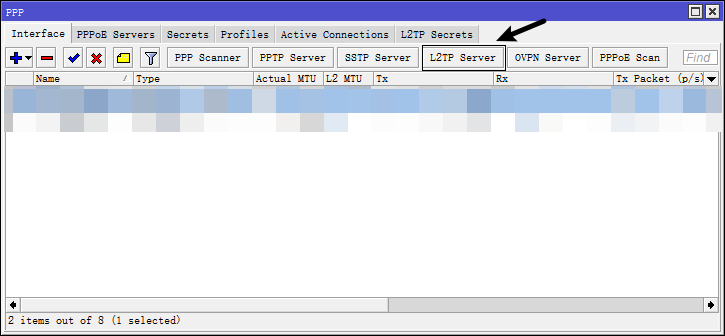 PPP
Interface PPPoE Servers Secrets Profiles Active Connections L2TP Secrets
PPP Scanner PPTP Server SSTP Server L2TP Server OVPN Server PPPoE Scan Find
Name / Type Actual MTU L2 MTU Tx Rx Tx Packet (p/s)
2 items out of 8 (1 selected)